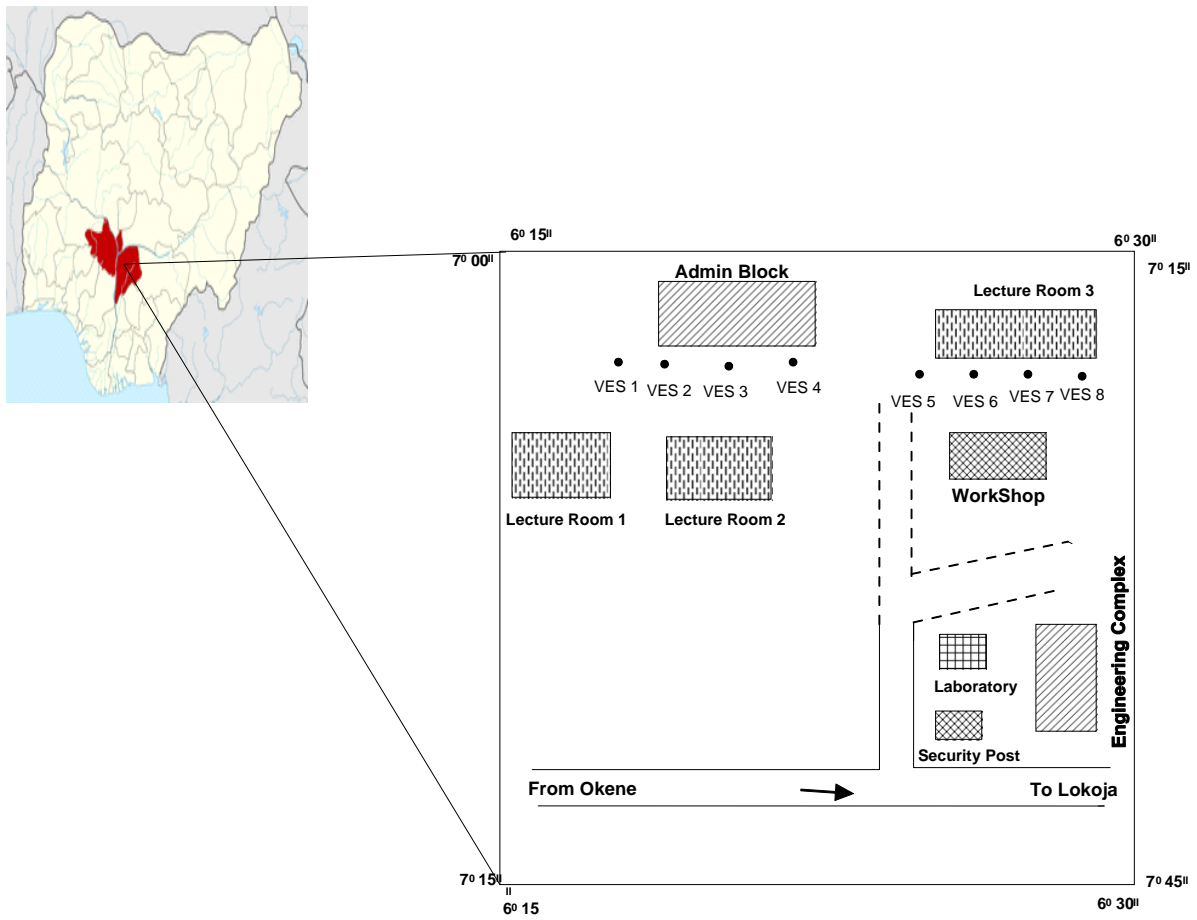 6⁰ 15ᴵᴵ
6⁰ 30ᴵᴵ
7⁰ 00ᴵᴵ
7⁰ 15ᴵᴵ
Admin Block
Lecture Room 3
VES 1
VES 2
VES 3
VES 4
VES 5
VES 6
VES 7
VES 8
WorkShop
Lecture Room 1
Lecture Room 2
Engineering Complex
Laboratory
Security Post
From Okene
To Lokoja
7⁰ 15ᴵᴵ
7⁰ 45ᴵᴵ
ᴵᴵ
6⁰ 15
6⁰ 30ᴵᴵ